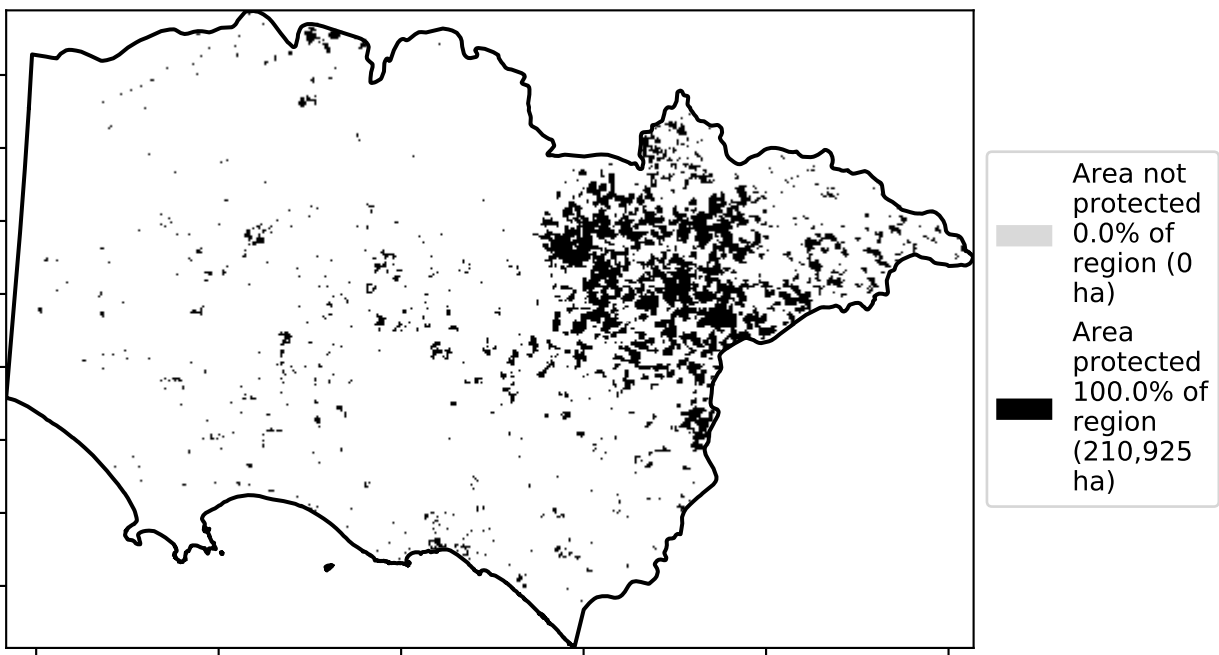 Area not
protected
0.0% of
region (0
ha)
Area
protected
100.0% of
region
(210,925
ha)